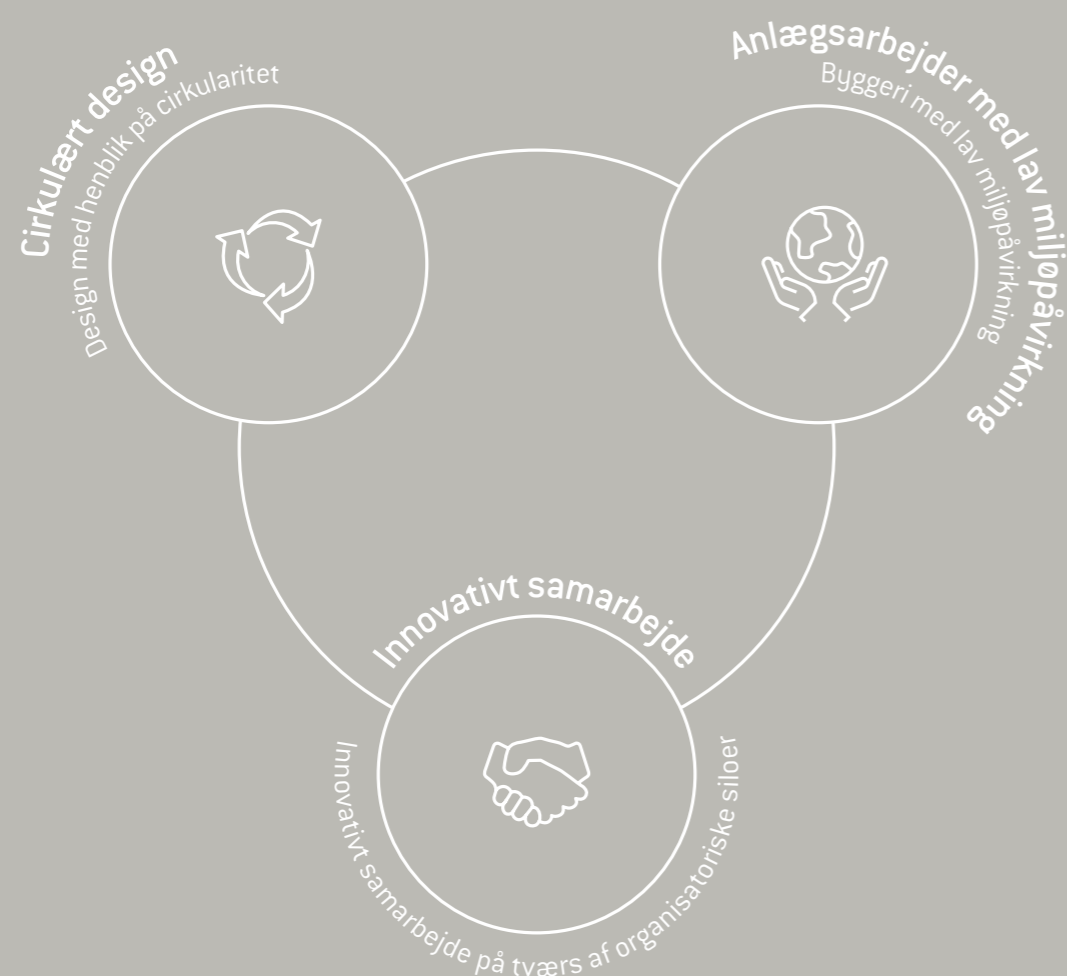 Cirkulært design
Design med henblik på cirkularitet
Anlægsarbejder med lav miljøpåvirkning
Byggeri med lav miljøpåvirkning
Innovativt samarbejde
Innovativt samarbejde på tværs af organisatoriske siloer